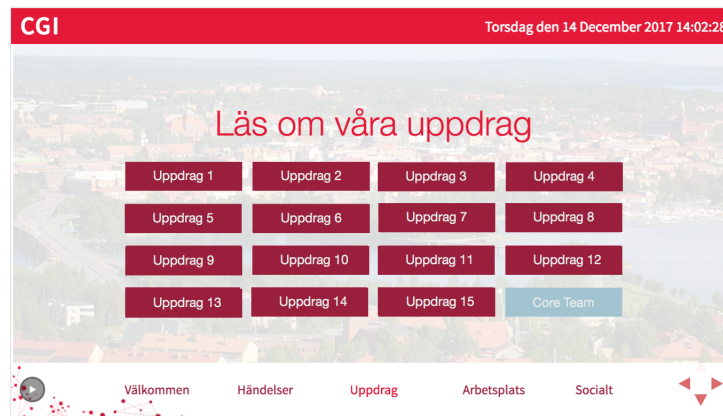 CGI
Torsdag den 14 December 2017 14:02:28
Läs om våra uppdrag
Uppdrag 1 Uppdrag 2 Uppdrag 3 Uppdrag 4
Uppdrag 5 Uppdrag 6 Uppdrag 7 Uppdrag 8
Uppdrag 9 Uppdrag 10 Uppdrag 11 Uppdrag 12
Uppdrag 13 Uppdrag 14 Uppdrag 15 Core Team
Välkommen Händelser Uppdrag Arbetsplats Socialt